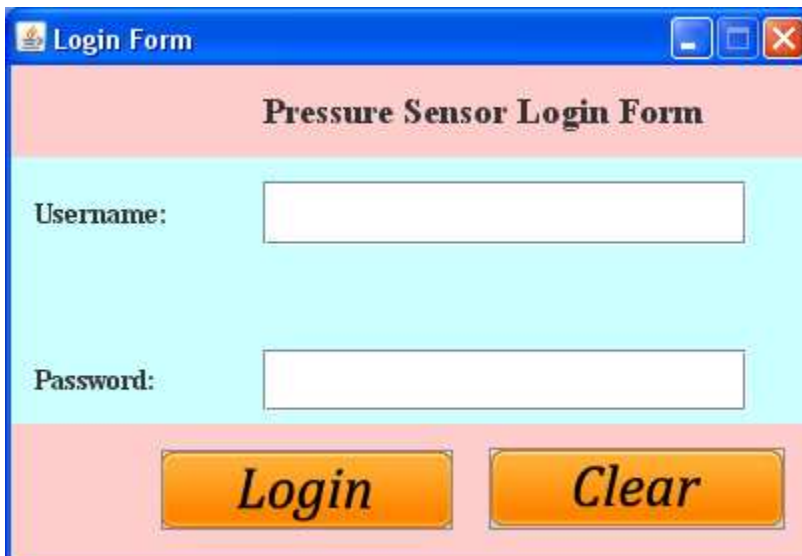 Login Form
Pressure Sensor Login Form
Username:
Password:
Login
Clear